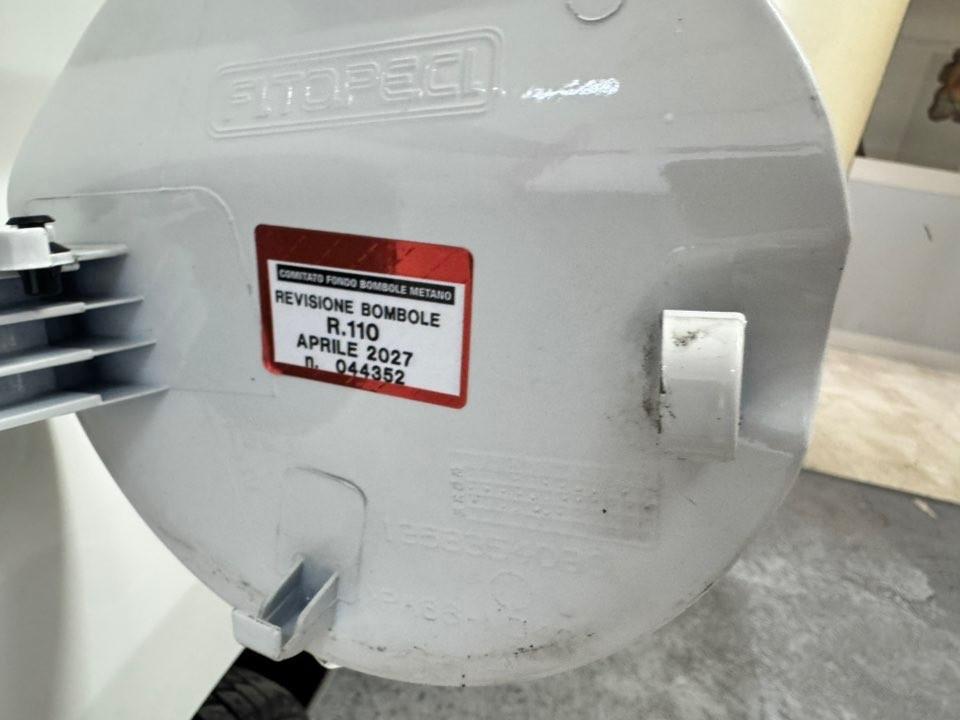 FITOPECL
COMITATO FONDO BOMBOLE METANO
REVISIONE BOMBOLE
R.110
APRILE 2027
n. 044352